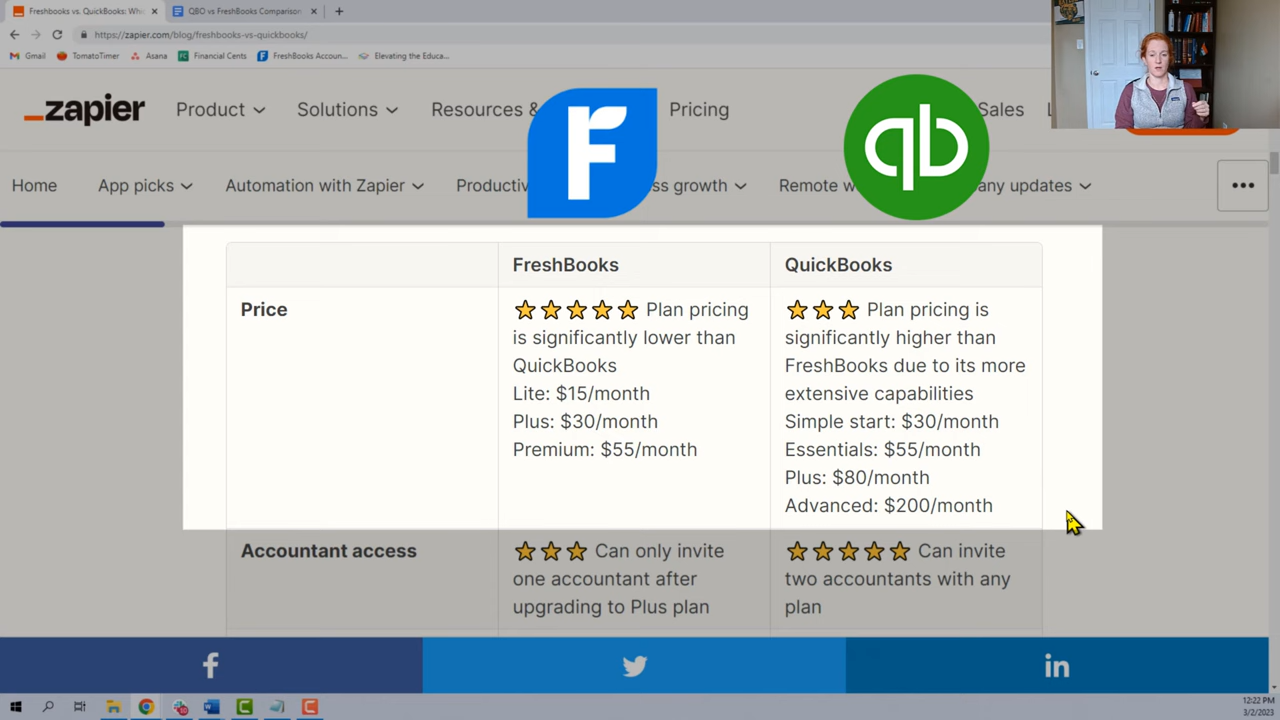 Freshbooks vs. QuickBooks: Whi
QBO vs FreshBooks Comparison
https://zapier.com/blog/freshbooks-vs-quickbooks/
Gmail
TomatoTimer
Asana
Financial Cents
FreshBooks Accoun...
Elevating the Educa...
zapier
Product
Solutions
Resources &
Pricing
Sales
F
qb
Home
App picks
Automation with Zapier
Productiv
ss growth
Remote w
any updates
FreshBooks
QuickBooks
Price
Plan pricing
is significantly lower than
QuickBooks
Lite: $15/month
Plus: $30/month
Premium: $55/month
Plan pricing is
significantly higher than
FreshBooks due to its more
extensive capabilities
Simple start: $30/month
Essentials: $55/month
Plus: $80/month
Advanced: $200/month
Accountant access
Can only invite
one accountant after
upgrading to Plus plan
Can invite
two accountants with any
plan
12:22 PM
3/2/2023